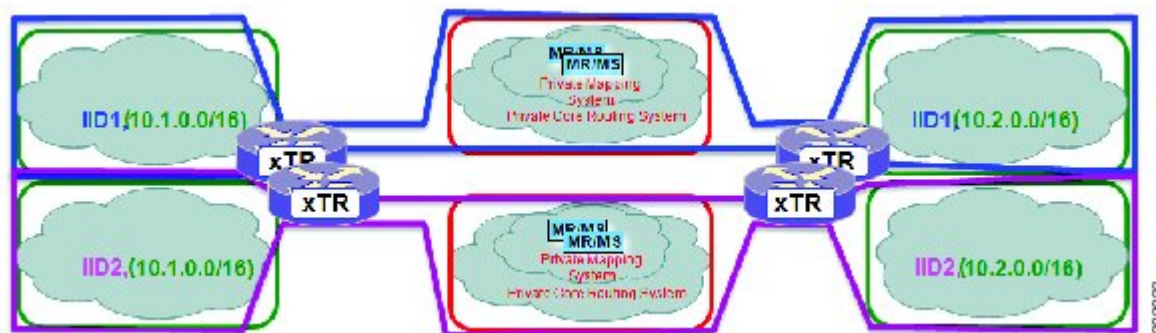 MR/MS
MR/MS
Private Mapping
System
Private Core Routing System
IID1,(10.1.0.0/16)
IID1,(10.2.0.0/16)
xTR
xTR
xTR
xTR
MR/MS
MR/MS
Private Mapping
System
Private Core Routing System
IID2,(10.1.0.0/16)
IID2,(10.2.0.0/16)